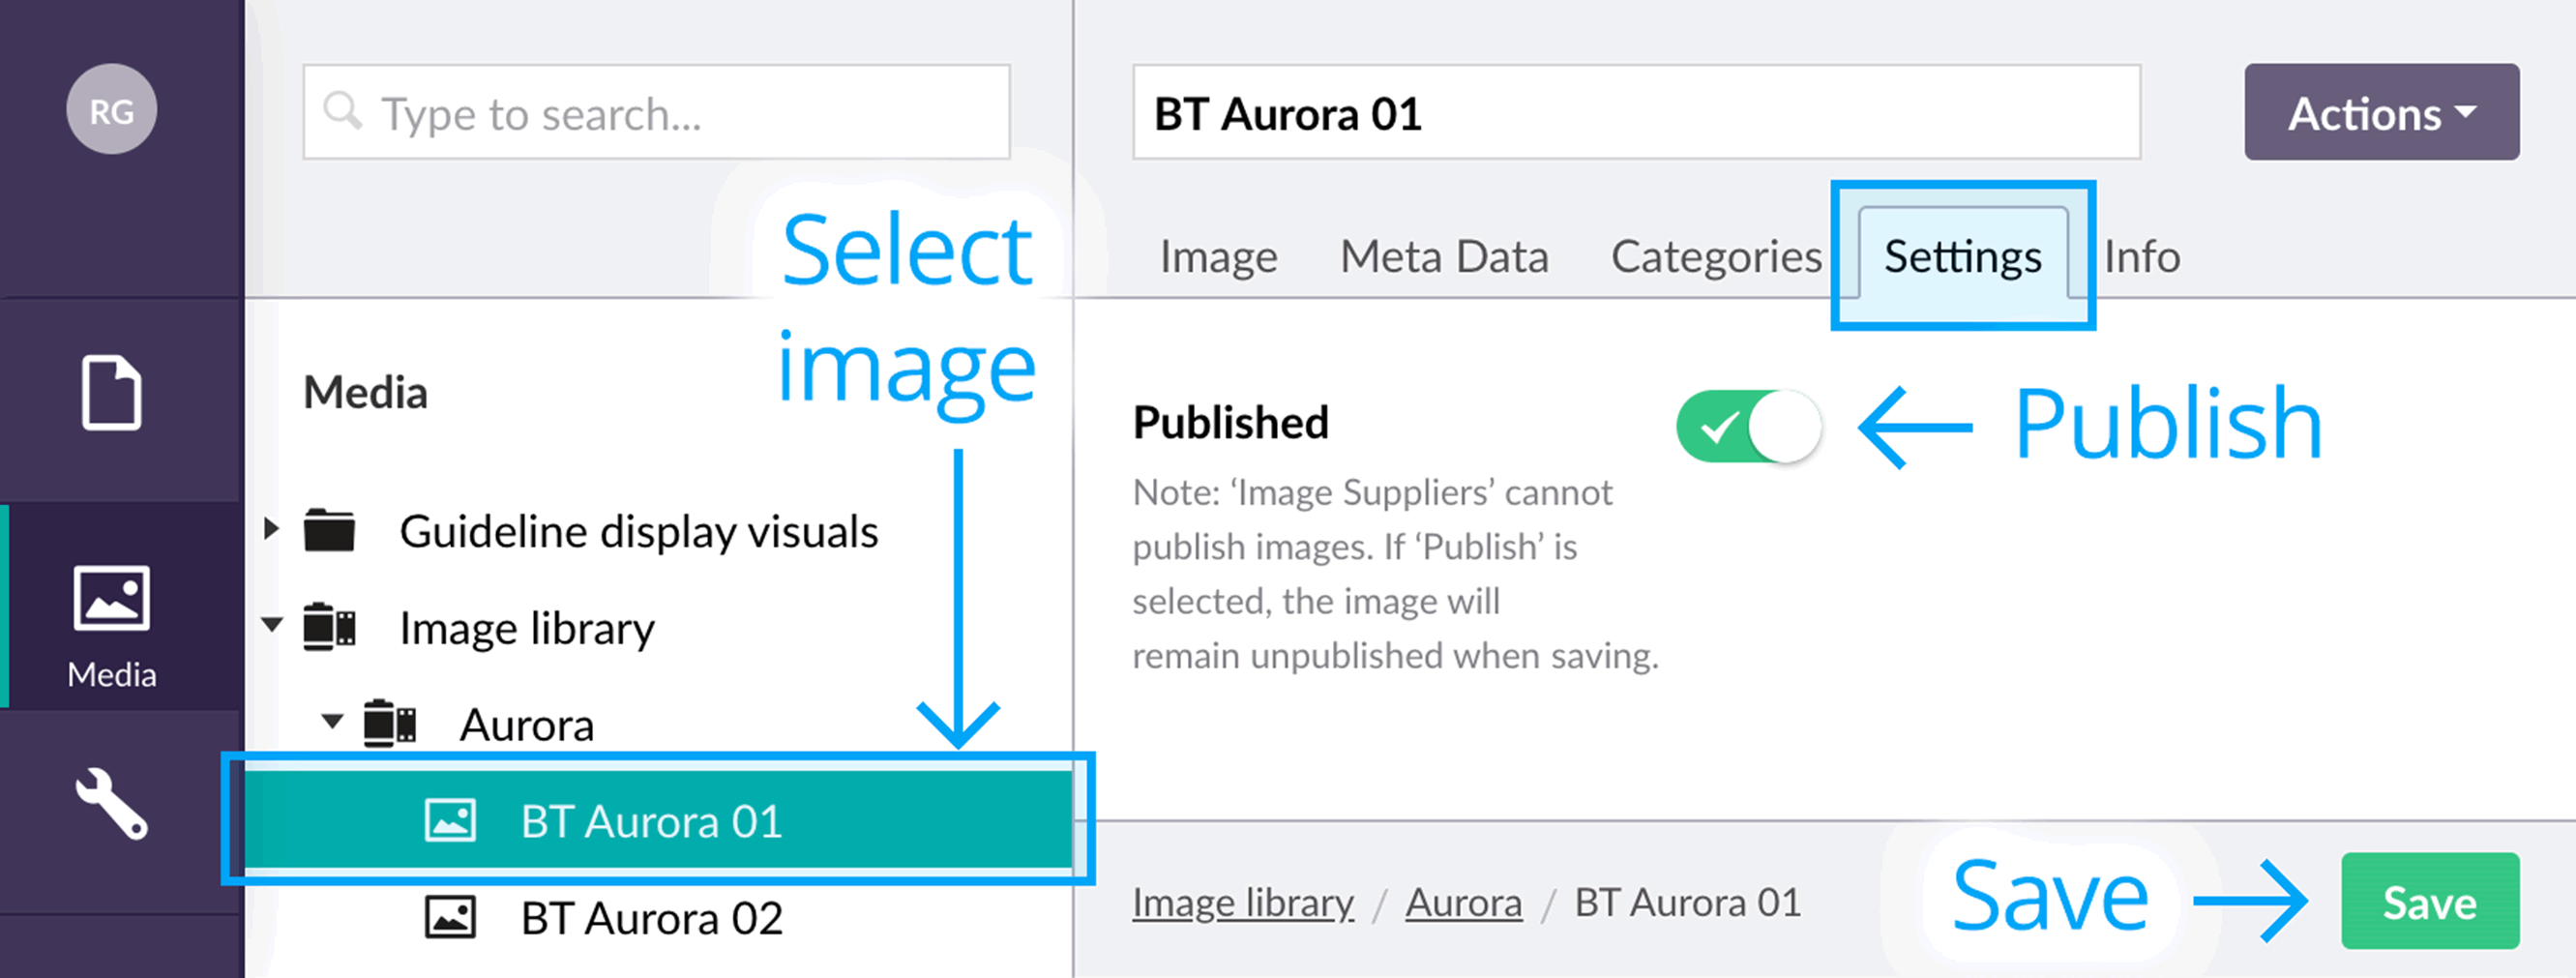 RG
Type to search...
BT Aurora 01
Actions
Select
image
Image
Meta Data
Categories
Settings
Info
Media
Media
Guideline display visuals
Image library
Aurora
BT Aurora 01
BT Aurora 02
Published
Publish
Note: ‘Image Suppliers’ cannot
publish images. If ‘Publish’ is
selected, the image will
remain unpublished when saving.
Image library / Aurora / BT Aurora 01
Save
Save